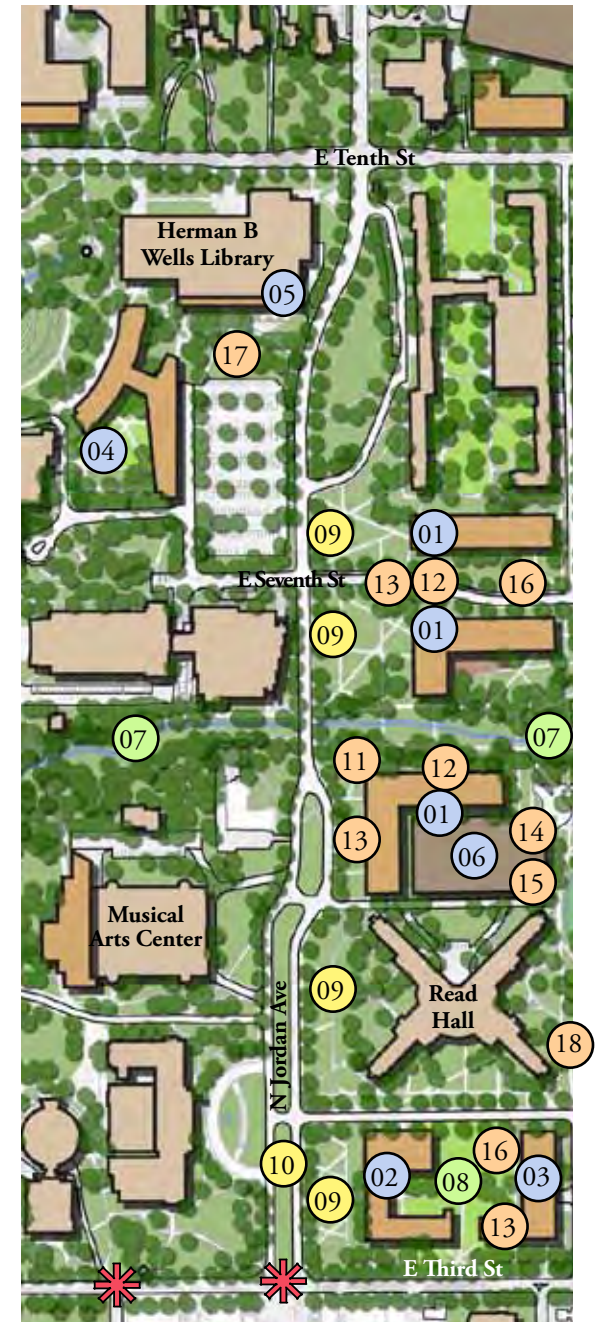 E Tenth St
Herman B
Wells Library
05
17
04
09
01
E Seventh St
13
12
16
09
01
07
07
11
12
01
13
14
06
15
Musical
Arts Center
09
Read
Hall
N Jordan Ave
18
10
16
02
08
03
09
13
E Third St